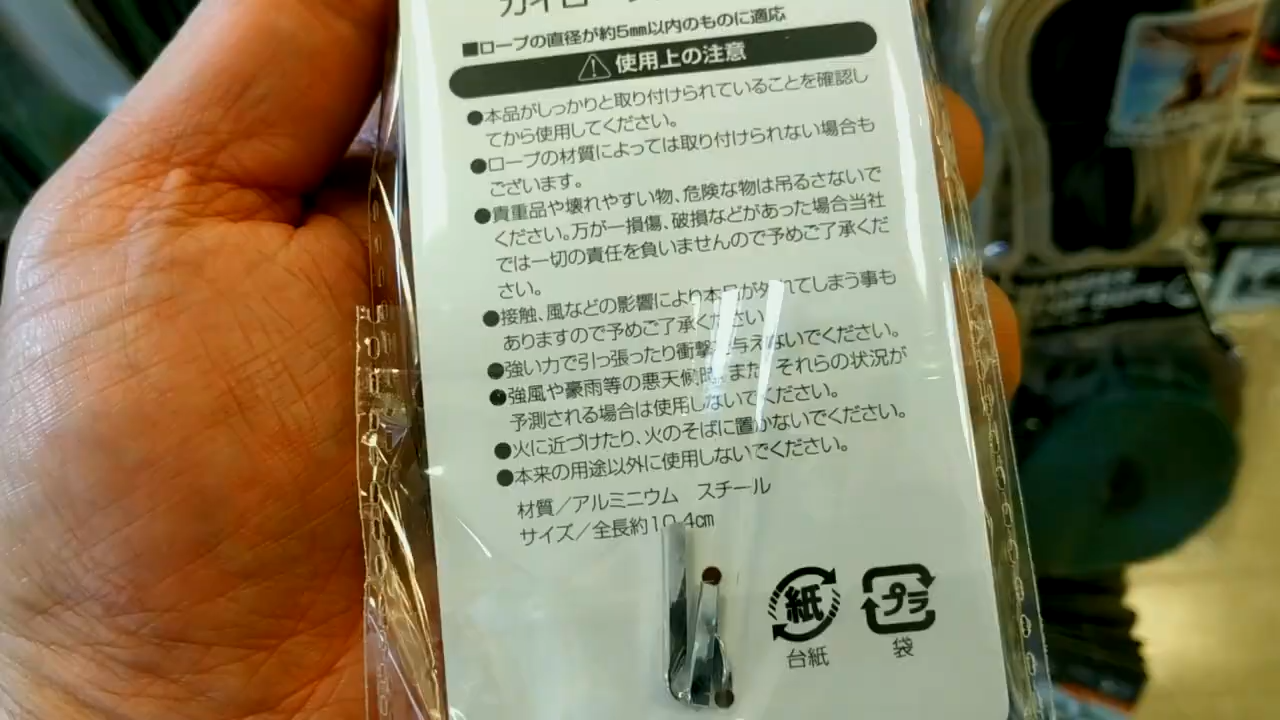 ガイロー
■ロープの直径が約5mm以内のものに適応
使用上の注意
●本品がしっかりと取り付けられていることを確認し
てから使用してください。
●ロープの材質によっては取り付けられない場合も
ございます。
●貴重品や壊れやすい物、危険な物は吊るさないで
ください。万が一損傷、破損などがあった場合当社
では一切の責任を負いませんので予めご了承くだ
さい。
●接触、風などの影響により本品が外れてしまう事も
ありますので予めご了承ください
●強い力で引っ張ったり衝撃を与えないでください。
●強風や豪雨等の悪天候時、また、それらの状況が
予測される場合は使用しないでください。
●火に近づけたり、火のそばに置かないでください。
●本来の用途以外に使用しないでください。
材質／アルミニウム スチール
サイズ／全長約10.4cm
紙
プラ
台紙
袋